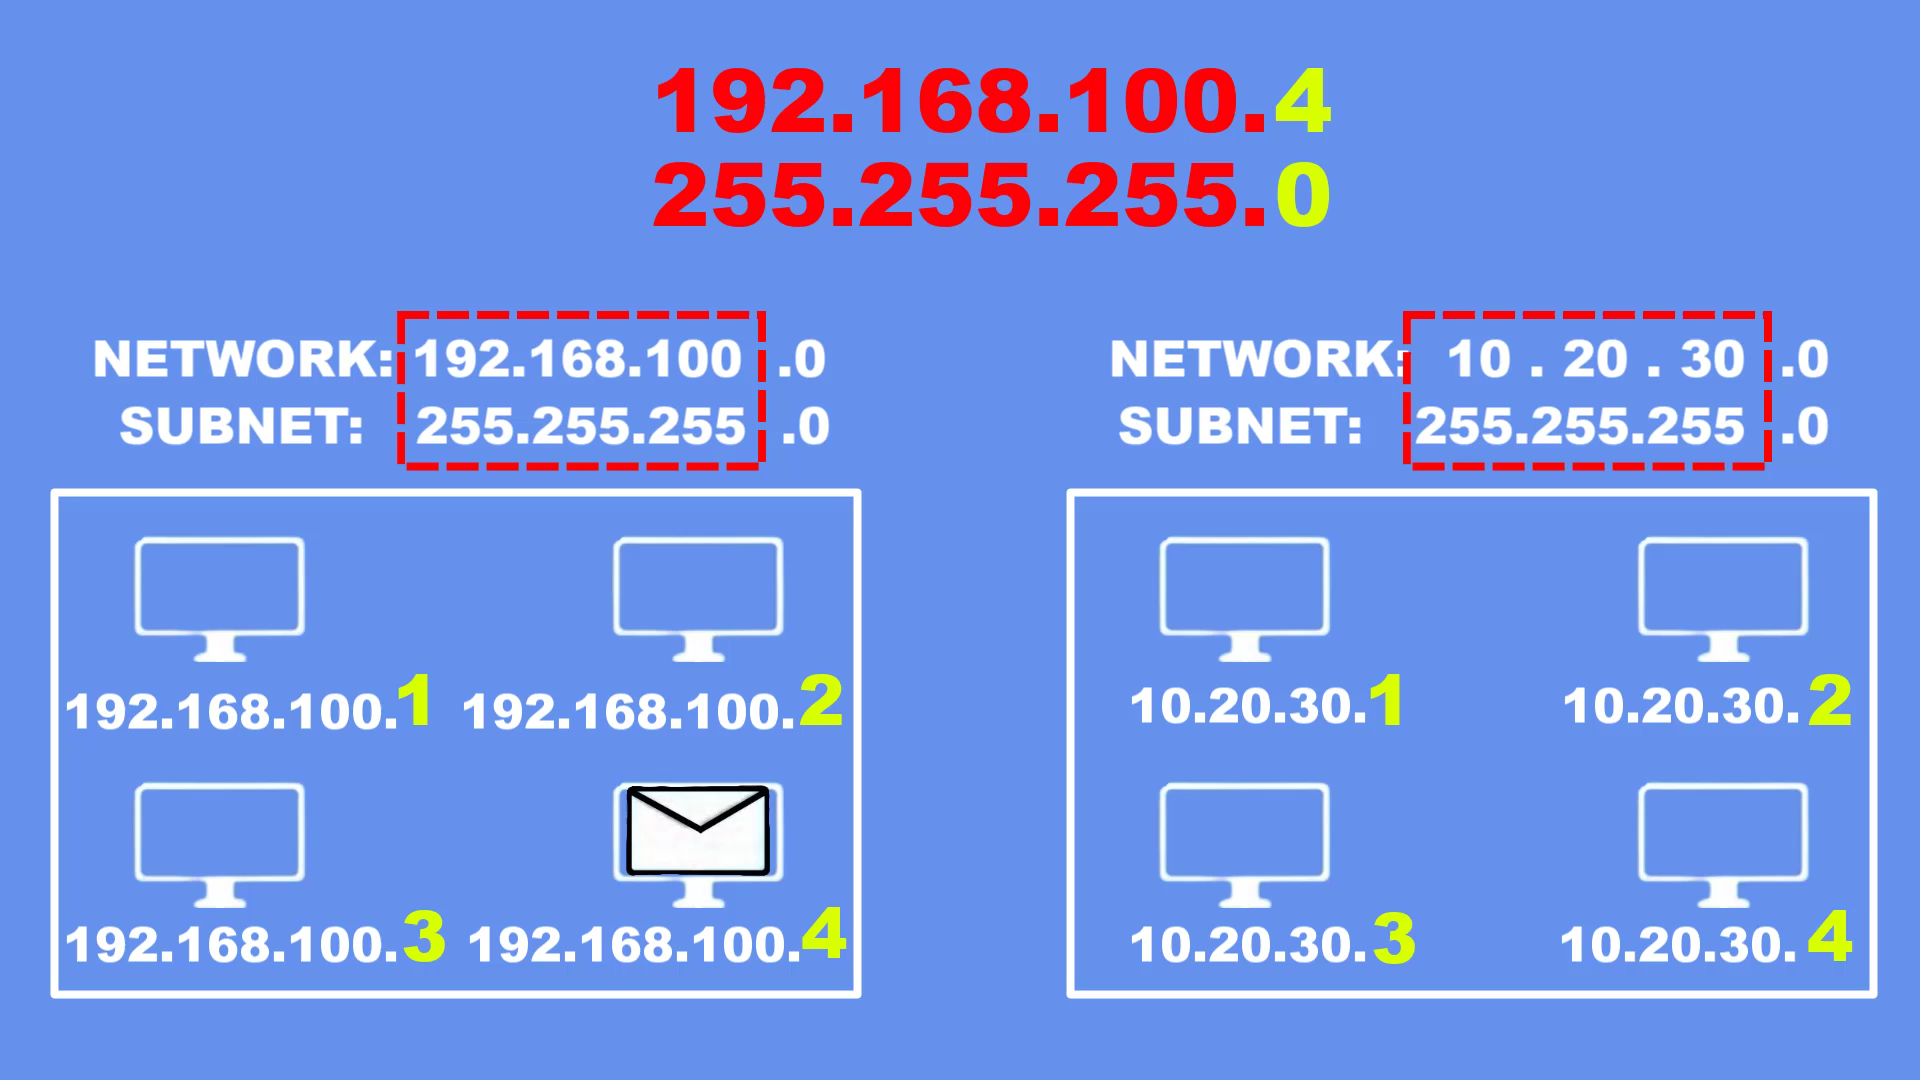 192.168.100.4
255.255.255.0
NETWORK: 192.168.100 .0
SUBNET: 255.255.255 .0
192.168.100.1 192.168.100.2
192.168.100.3 192.168.100.4
NETWORK: 10 . 20 . 30 .0
SUBNET: 255.255.255 .0
10.20.30.1 10.20.30.2
10.20.30.3 10.20.30.4